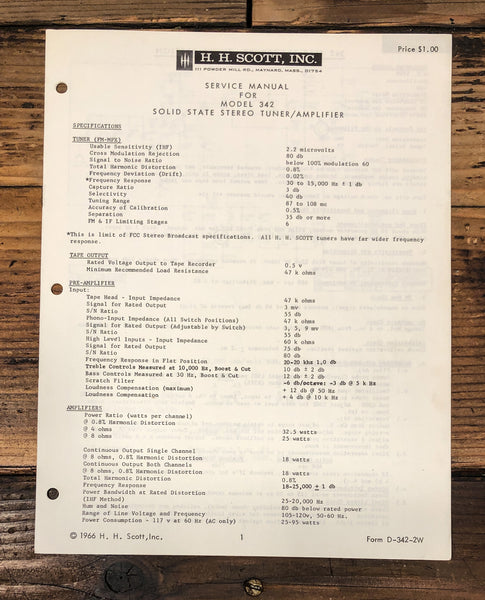 Price $1.00
H. H. SCOTT, INC.
111 POWDER MILL RD., MAYNARD, MASS., 01754
SERVICE MANUAL
FOR
MODEL 342
SOLID STATE STEREO TUNER/AMPLIFIER
SPECIFICATIONS
TUNER (FM-MPX)
Usable Sensitivity (IHF) 2.2 microvolts
Cross Modulation Rejection 80 db
Signal to Noise Ratio below 100% modulation 60
Total Harmonic Distortion 0.8%
Frequency Deviation (Drift) 0.02%
*Frequency Response 30 to 15,000 Hz ± 1 db
Capture Ratio 3 db
Selectivity 40 db
Tuning Range 87 to 108 mc
Accuracy of Calibration 0.5%
Separation 35 db or more
FM & IF Limiting Stages 6
*This is limit of FCC Stereo Broadcast specifications. All H. H. SCOTT tuners have far wider frequency
response.
TAPE OUTPUT
Rated Voltage Output to Tape Recorder 0.5 v
Minimum Recommended Load Resistance 47 k ohms
PRE-AMPLIFIER
Input:
Tape Head - Input Impedance 47 k ohms
Signal for Rated Output 3 mv
S/N Ratio 55 db
Phono-Input Impedance (All Switch Positions) 47 k ohms
Signal for Rated Output (Adjustable by Switch) 3, 5, 9 mv
S/N Ratio 55 db
High Level Inputs - Input Impedance 60 k ohms
Signal for Rated Output 75 db
S/N Ratio 80 db
Frequency Response in Flat Position 20-20 khz 1.0 db
Treble Controls Measured at 10,000 Hz, Boost & Cut 10 db ± 2 db
Bass Controls Measured at 30 Hz, Boost & Cut 12 db ± 2 db
Scratch Filter -6 db/octave: -3 db @ 5 k Hz
Loudness Compensation (maximum) + 12 db @ 50 Hz
Loudness Compensation + 4 db @ 10 k Hz
AMPLIFIERS
Power Ratio (watts per channel)
@ 0.8% Harmonic Distortion
@ 4 ohms 32.5 watts
@ 8 ohms 25 watts
Continuous Output Single Channel
@ 8 ohms, 0.8% Harmonic Distortion 18 watts
Continuous Output Both Channels
@ 8 ohms, 0.8% Harmonic Distortion 18 watts
Total Harmonic Distortion 0.8%
Frequency Response 18-25,000 ± 1 db
Power Bandwidth at Rated Distortion
(IHF Method) 25-20,000 Hz
Hum and Noise 80 db below rated power
Range of Line Voltage and Frequency 105-120v, 50-60 Hz.
Power Consumption - 117 v at 60 Hz (AC only) 25-95 watts
© 1966 H. H. Scott, Inc. 1 Form D-342-2W